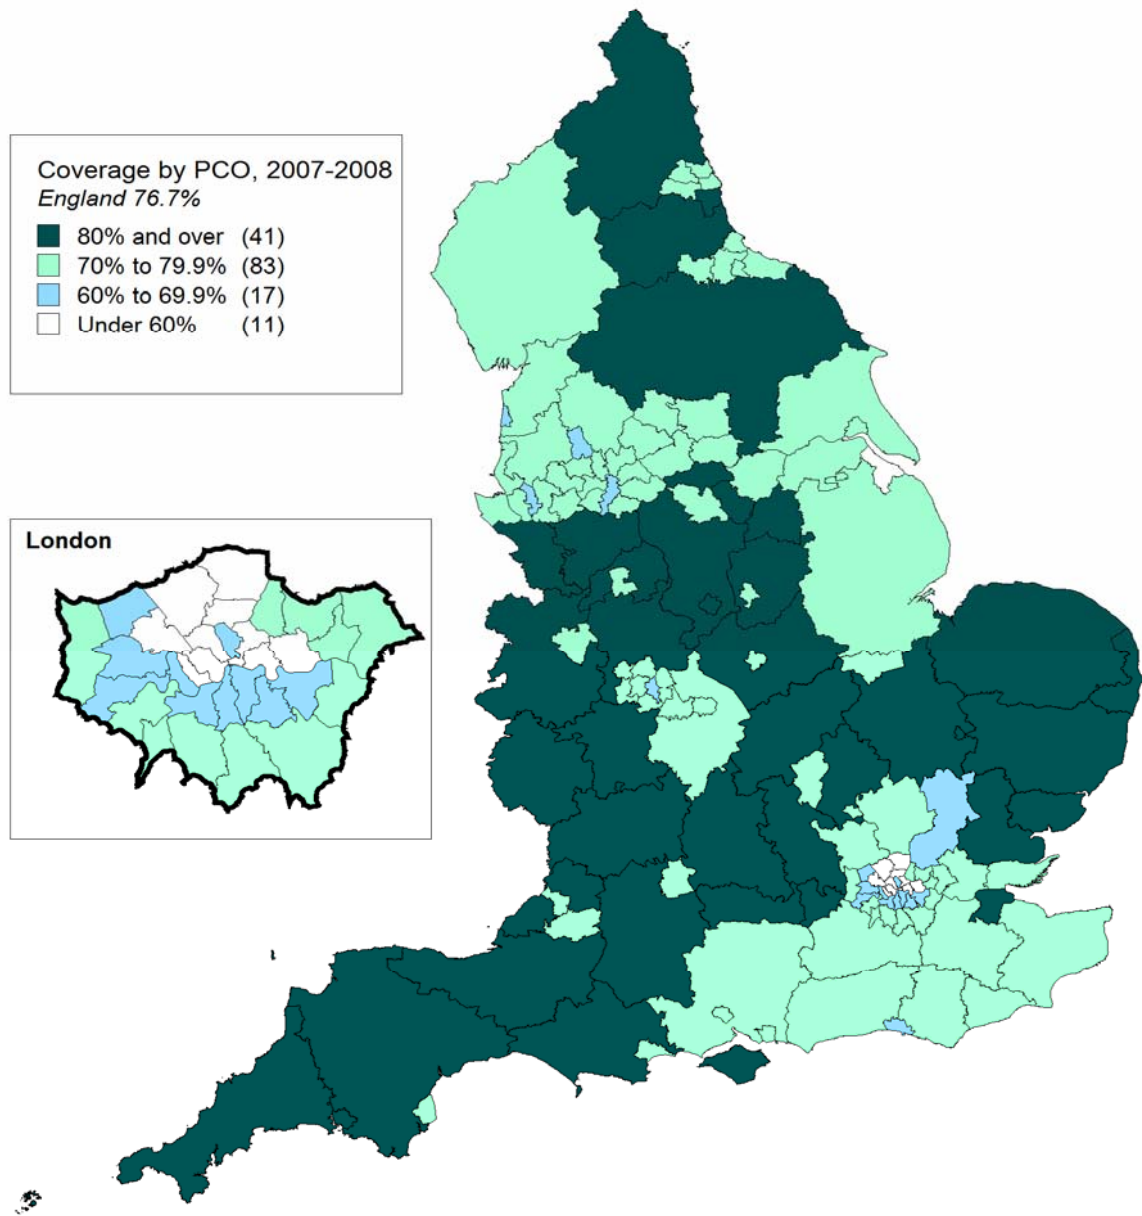 Coverage by PCO, 2007-2008
England 76.7%
80% and over (41)
70% to 79.9% (83)
60% to 69.9% (17)
Under 60% (11)
London